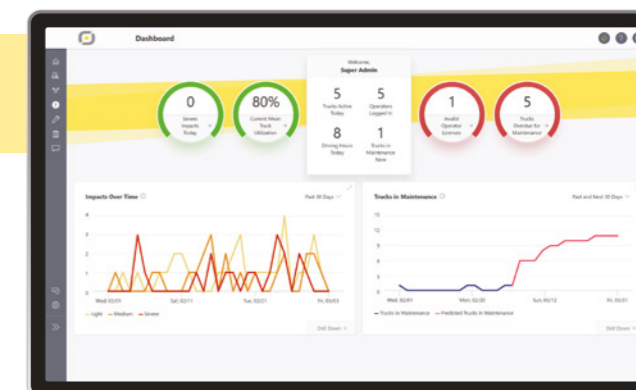 Dashboard
Welcome,
Super Admin
0
Severe
Impacts
Today
80%
Current Mean
Truck
Utilization
5
Trucks Active
Today
5
Operators
Logged In
8
Driving Hours
Today
1
Trucks in
Maintenance
Now
1
Invalid
Operator
Licenses
5
Trucks
Overdue for
Maintenance
Impacts Over Time
Past 30 Days
4
3
2
1
0
Wed, 02/01
Sat, 02/11
Tue, 02/21
Fri, 03/03
Light
Medium
Severe
Drill Down
Trucks in Maintenance
Past and Next 30 Days
15
12
9
6
3
0
Wed, 02/01
Mon, 02/20
Sun, 03/12
Fri, 03/31
Trucks in Maintenance
Predicted Trucks in Maintenance
Drill Down